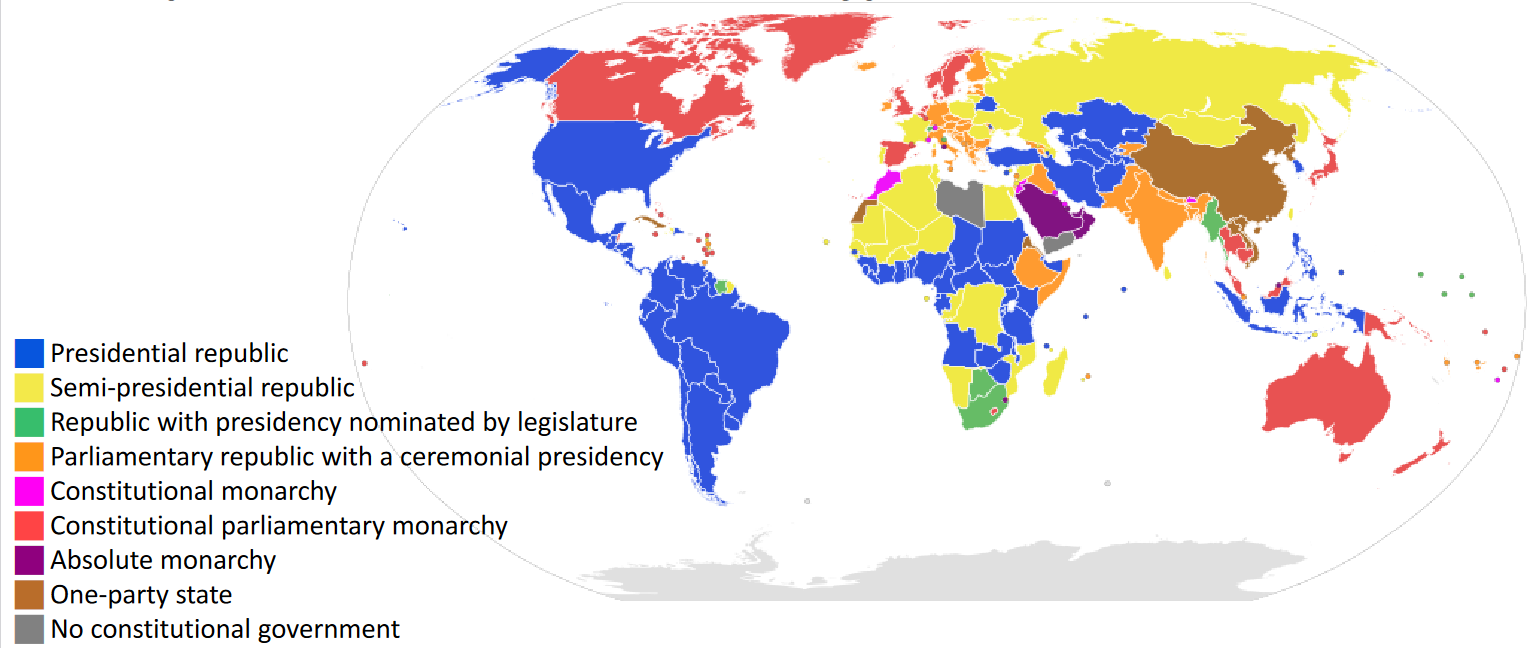 Presidential republic
Semi-presidential republic
Republic with presidency nominated by legislature
Parliamentary republic with a ceremonial presidency
Constitutional monarchy
Constitutional parliamentary monarchy
Absolute monarchy
One-party state
No constitutional government